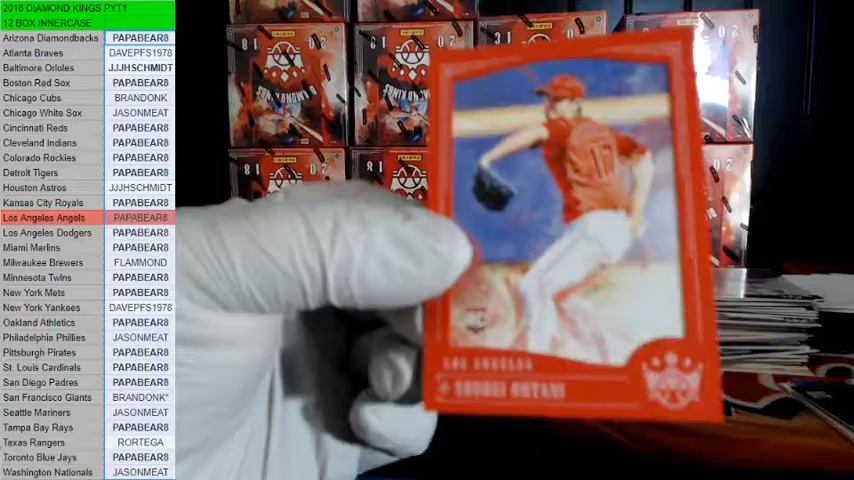 2018 DIAMOND KINGS PYT1
12 BOX INNERCASE
Arizona Diamondbacks PAPABEAR8
Atlanta Braves DAVEPFS1978
Baltimore Orioles JJJHSCHMIDT
Boston Red Sox PAPABEAR8
Chicago Cubs BRANDONK
Chicago White Sox JASONMEAT
Cincinnati Reds PAPABEAR8
Cleveland Indians PAPABEAR8
Colorado Rockies PAPABEAR8
Detroit Tigers PAPABEAR8
Houston Astros JJJHSCHMIDT
Kansas City Royals PAPABEAR8
Los Angeles Angels PAPABEAR8
Los Angeles Dodgers PAPABEAR8
Miami Marlins PAPABEAR8
Milwaukee Brewers FLAMMOND
Minnesota Twins PAPABEAR8
New York Mets PAPABEAR8
New York Yankees DAVEPFS1978
Oakland Athletics PAPABEAR8
Philadelphia Phillies JASONMEAT
Pittsburgh Pirates PAPABEAR8
St. Louis Cardinals PAPABEAR8
San Diego Padres PAPABEAR8
San Francisco Giants BRANDONK*
Seattle Mariners JASONMEAT
Tampa Bay Rays PAPABEAR8
Texas Rangers RORTEGA
Toronto Blue Jays PAPABEAR8
Washington Nationals JASONMEAT
17
LOS ANGELES
SHOHEI OHTANI